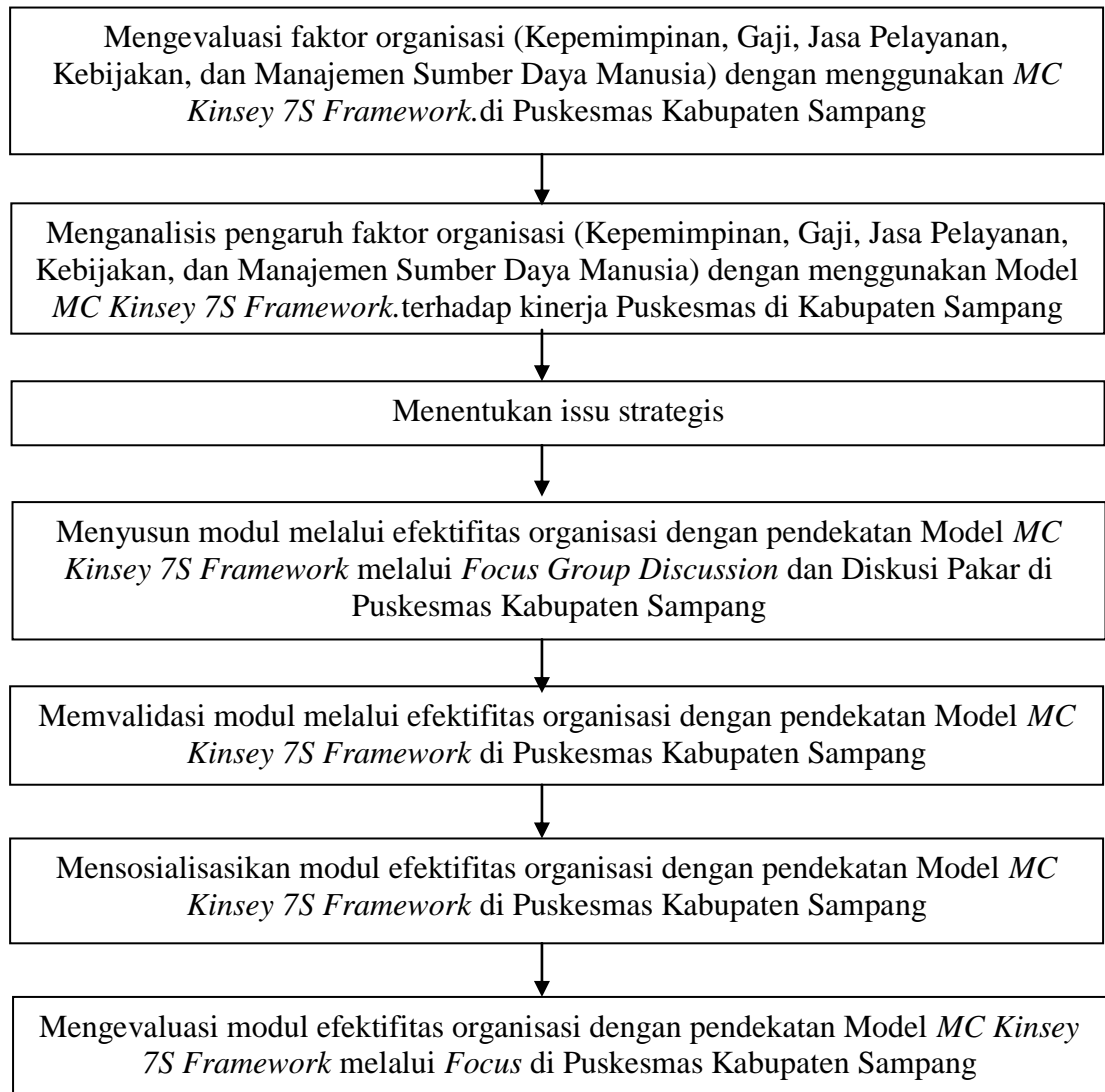 Mengevaluasi faktor organisasi (Kepemimpinan, Gaji, Jasa Pelayanan,
Kebijakan, dan Manajemen Sumber Daya Manusia) dengan menggunakan MC
Kinsey 7S Framework.di Puskesmas Kabupaten Sampang
Menganalisis pengaruh faktor organisasi (Kepemimpinan, Gaji, Jasa Pelayanan,
Kebijakan, dan Manajemen Sumber Daya Manusia) dengan menggunakan Model
MC Kinsey 7S Framework.terhadap kinerja Puskesmas di Kabupaten Sampang
Menentukan issu strategis
Menyusun modul melalui efektifitas organisasi dengan pendekatan Model MC
Kinsey 7S Framework melalui Focus Group Discussion dan Diskusi Pakar di
Puskesmas Kabupaten Sampang
Memvalidasi modul melalui efektifitas organisasi dengan pendekatan Model MC
Kinsey 7S Framework di Puskesmas Kabupaten Sampang
Mensosialisasikan modul efektifitas organisasi dengan pendekatan Model MC
Kinsey 7S Framework di Puskesmas Kabupaten Sampang
Mengevaluasi modul efektifitas organisasi dengan pendekatan Model MC Kinsey
7S Framework melalui Focus di Puskesmas Kabupaten Sampang